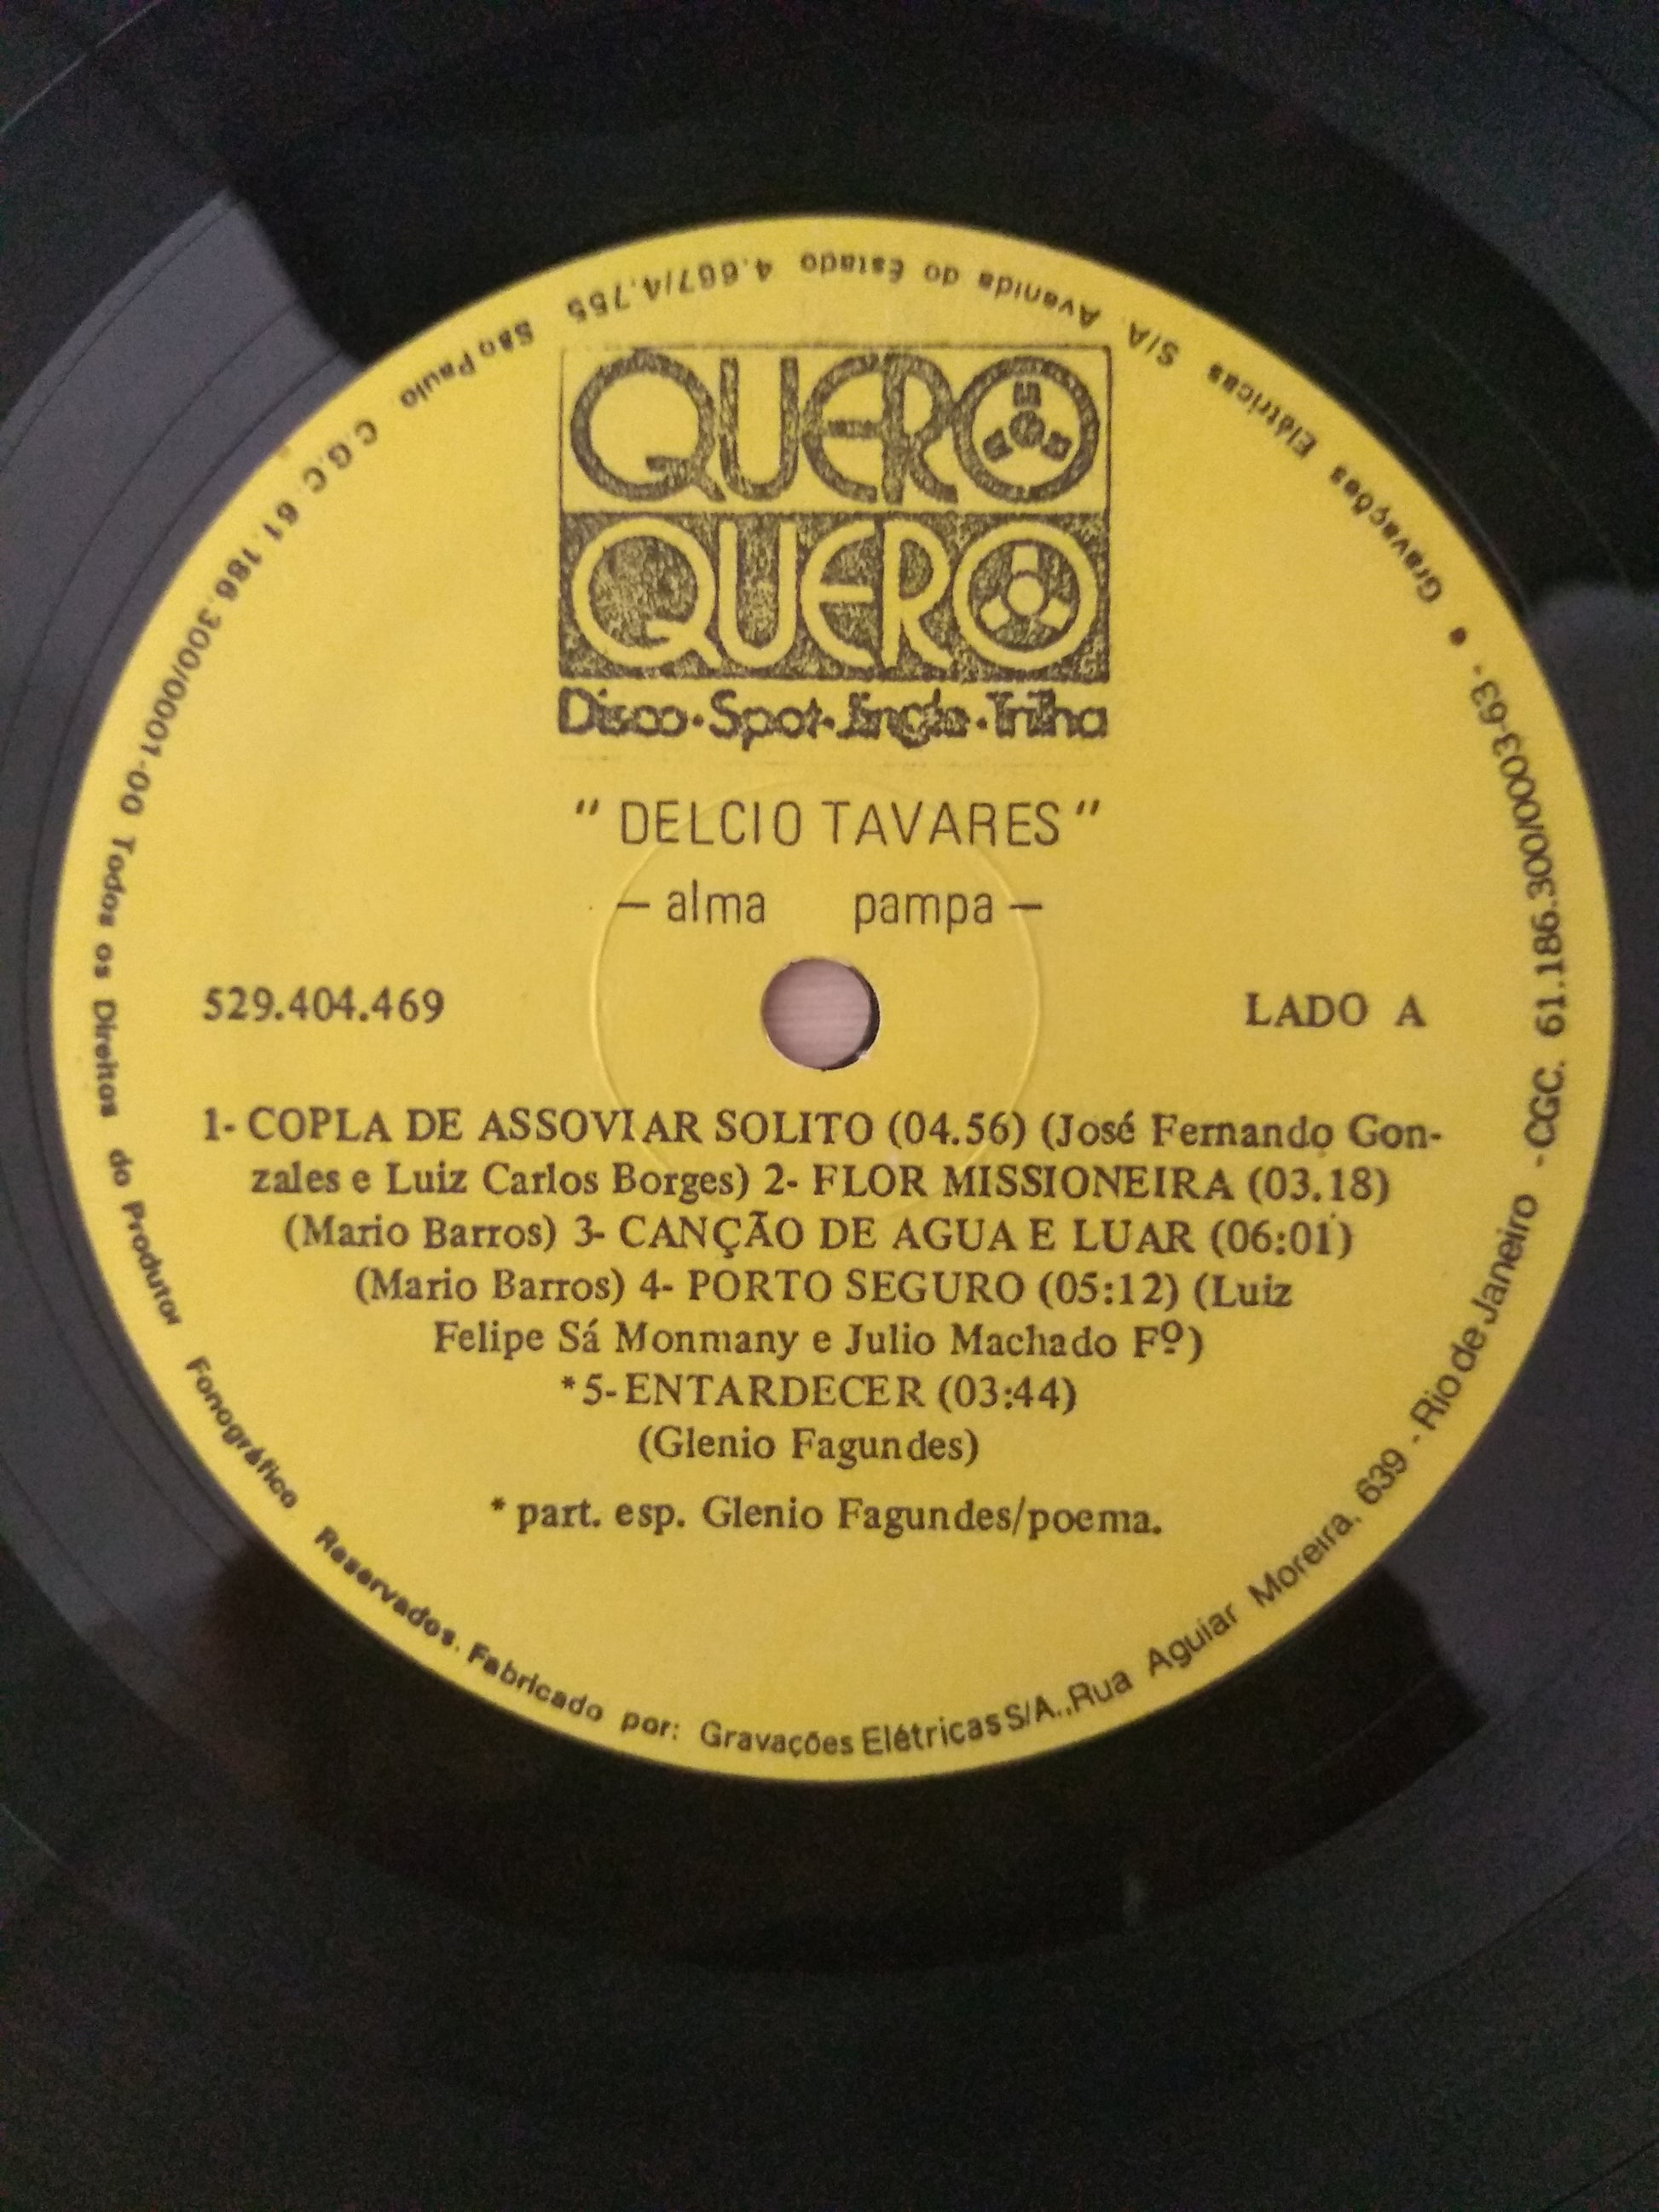 QUERO
QUERO
Disco·Spot·Jingle·Trilha
" DELCIO TAVARES "
— alma pampa —
529.404.469
LADO A
1- COPLA DE ASSOVIAR SOLITO (04.56) (José Fernando Gon-
zales e Luiz Carlos Borges) 2- FLOR MISSIONEIRA (03.18)
(Mario Barros) 3- CANÇÃO DE AGUA E LUAR (06:01)
(Mario Barros) 4- PORTO SEGURO (05:12) (Luiz
Felipe Sá Monmany e Julio Machado Fº)
*5- ENTARDECER (03:44)
(Glenio Fagundes)
* part. esp. Glenio Fagundes/poema.
• Gravações Elétricas S/A. Avenida do Estado 4.667/4.755 São Paulo C.G.C 61.186.300/0001-00 Todos os Direitos do Produtor Fonográfico Reservados. Fabricado por: Gravações Elétricas S/A.,Rua Aguiar Moreira, 639 - Rio de Janeiro -CGC. 61.186.300/0003-63-